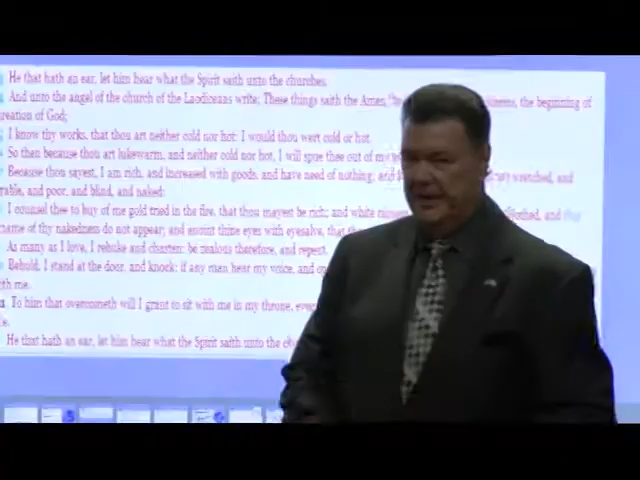 He that hath an ear, let him hear what the Spirit saith unto the churches.
And unto the angel of the church of the Laodiceans write; These things saith the Amen, the beginning of
reation of God;
I know thy works, that thou art neither cold nor hot: I would thou wert cold or hot.
So then because thou art lukewarm, and neither cold nor hot, I will spue thee out of
Because thou sayest, I am rich, and increased with goods, and have need of nothing; wretched, and
rable, and poor, and blind, and naked:
I counsel thee to buy of me gold tried in the fire, that thou mayest be rich; and white and
hame of thy nakedness do not appear; and anoint thine eyes with eyesalve, that
As many as I love, I rebuke and chasten: be zealous therefore, and repent.
Behold, I stand at the door, and knock: if any man hear my voice, and
th me.
To him that overcometh will I grant to sit with me in my throne,
He that hath an ear, let him hear what the Spirit saith unto the